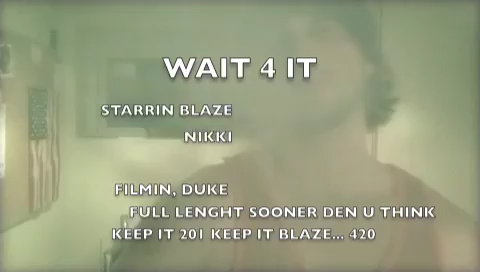 WAIT 4 IT
STARRIN BLAZE
NIKKI
FILMIN, DUKE
FULL LENGHT SOONER DEN U THINK
KEEP IT 201 KEEP IT BLAZE... 420